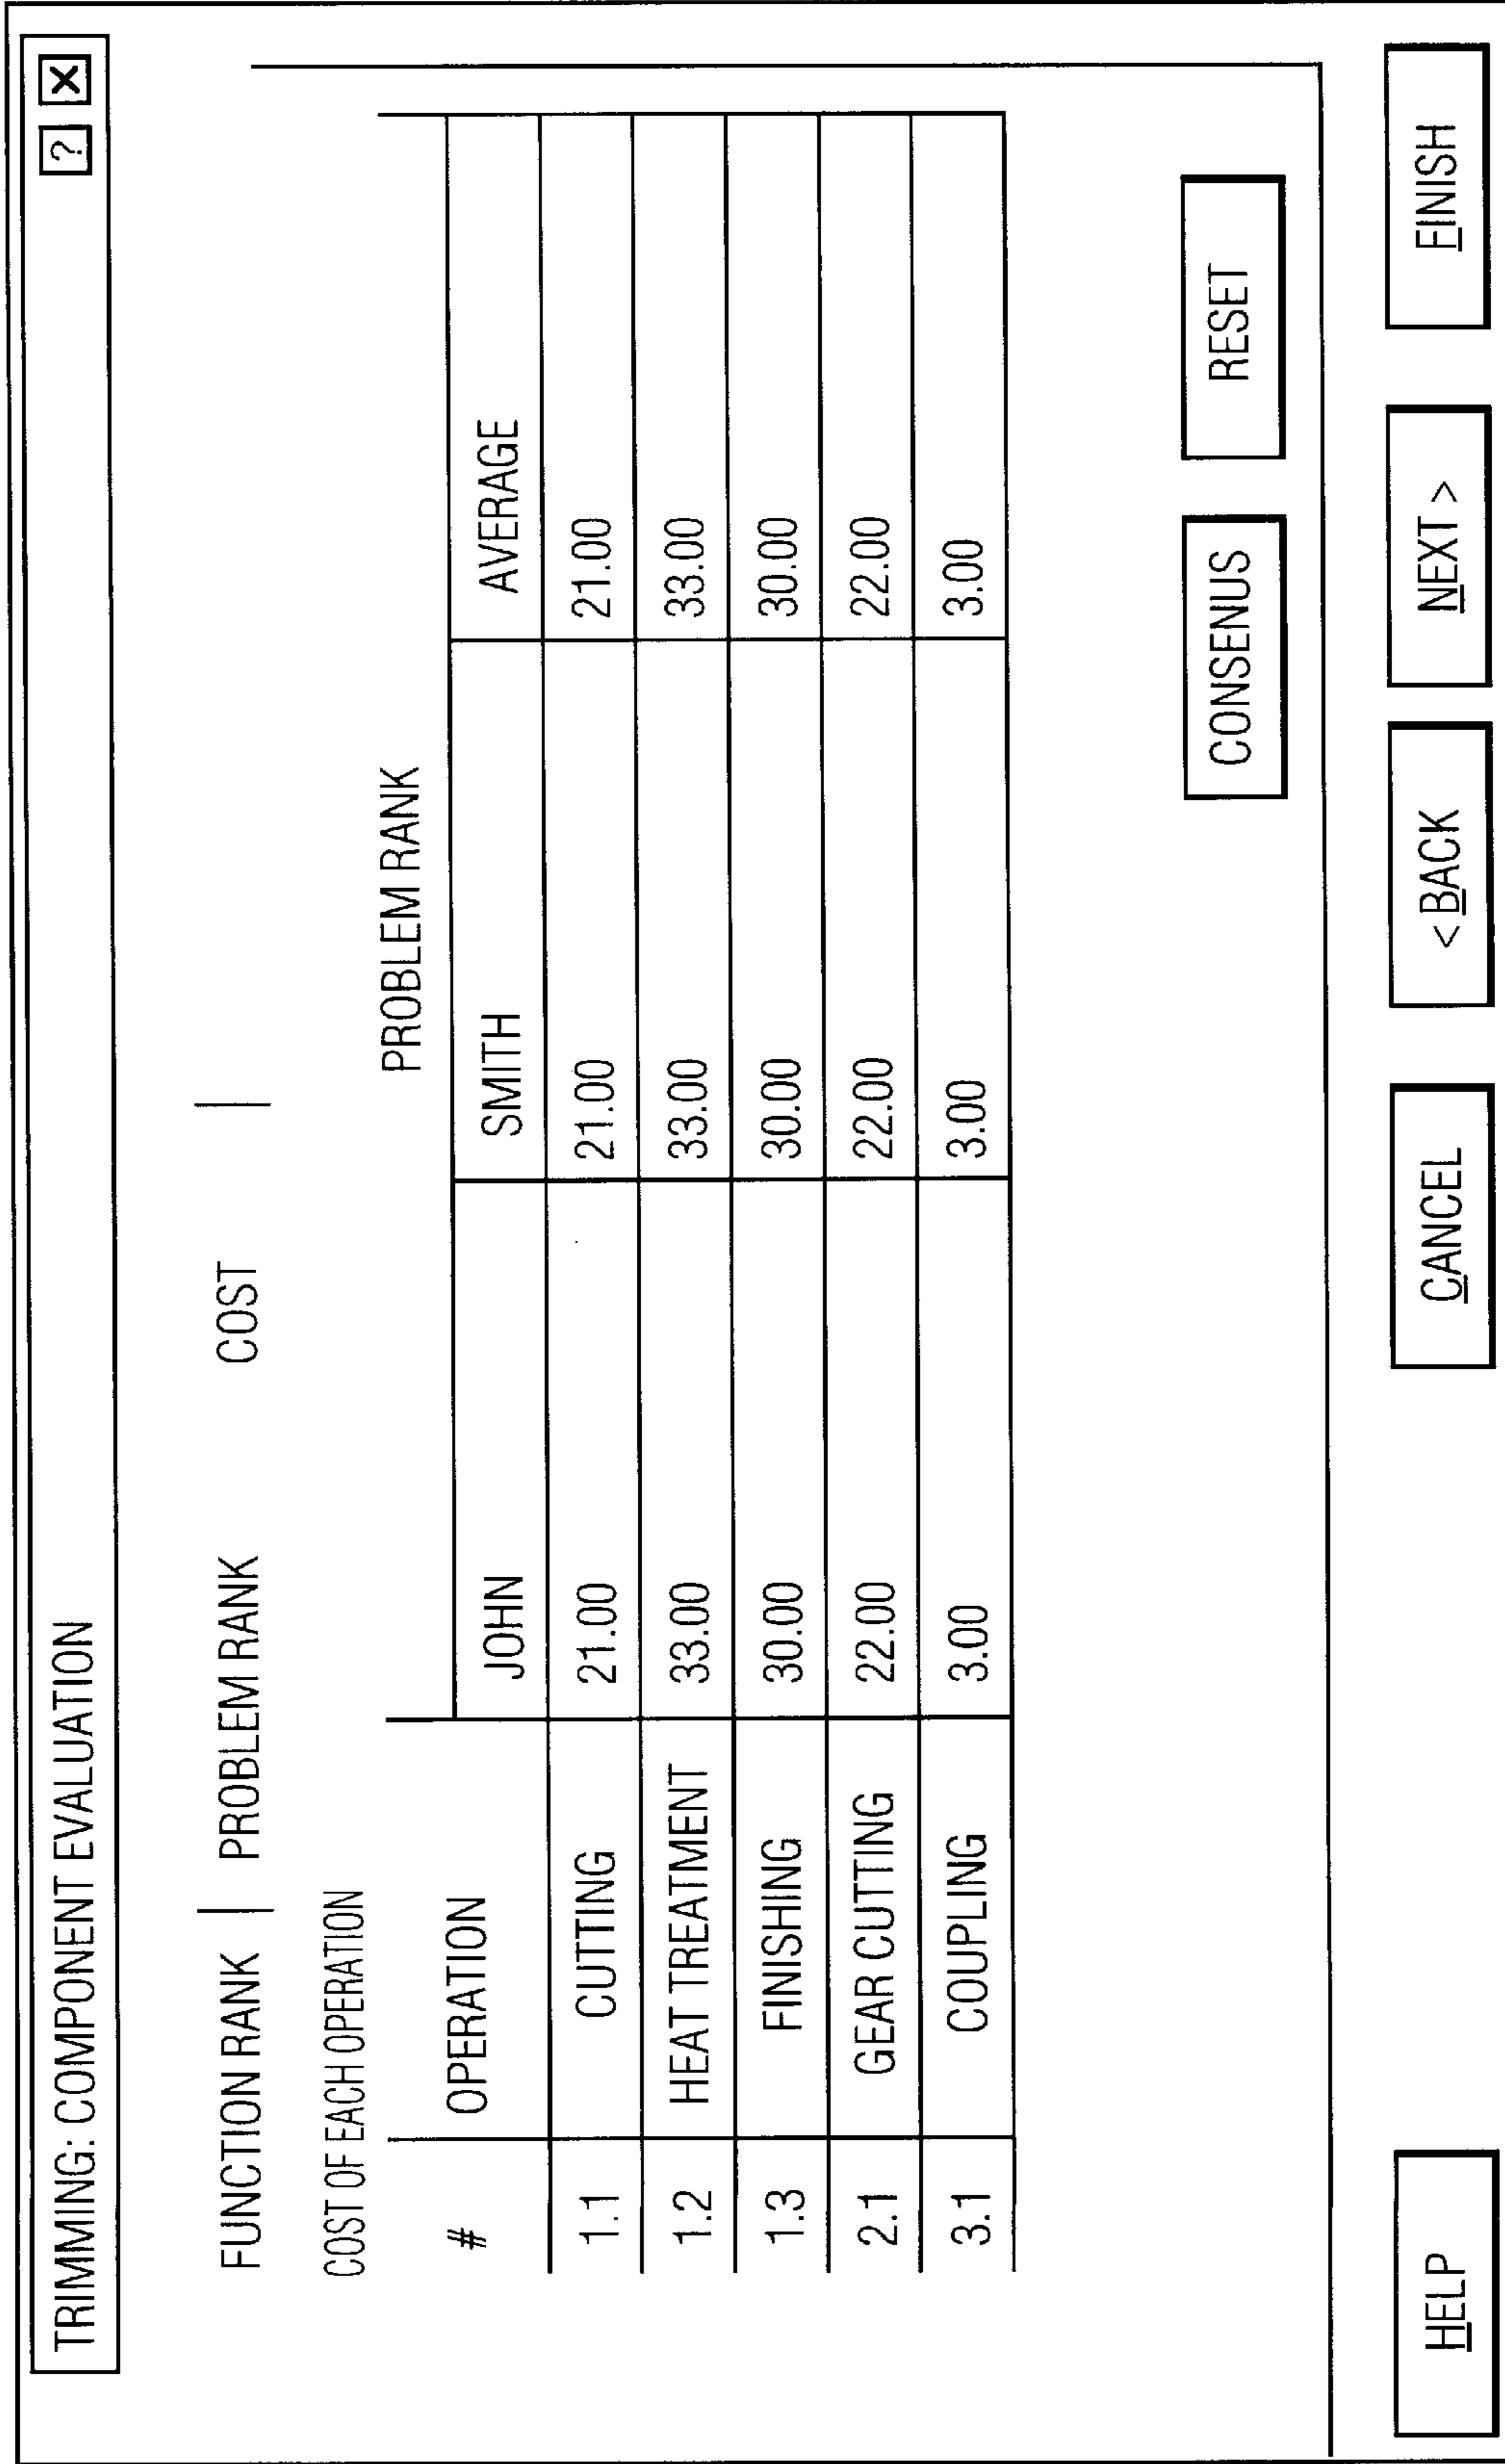 TRIMMING: COMPONENT EVALUATION ? X
FUNCTION RANK | PROBLEM RANK COST |
COST OF EACH OPERATION
PROBLEM RANK
# OPERATION JOHN SMITH AVERAGE
1.1 CUTTING 21.00 21.00 21.00
1.2 HEAT TREATMENT 33.00 33.00 33.00
1.3 FINISHING 30.00 30.00 30.00
2.1 GEAR CUTTING 22.00 22.00 22.00
3.1 COUPLING 3.00 3.00 3.00
CONSENUS RESET
HELP CANCEL < BACK NEXT > FINISH